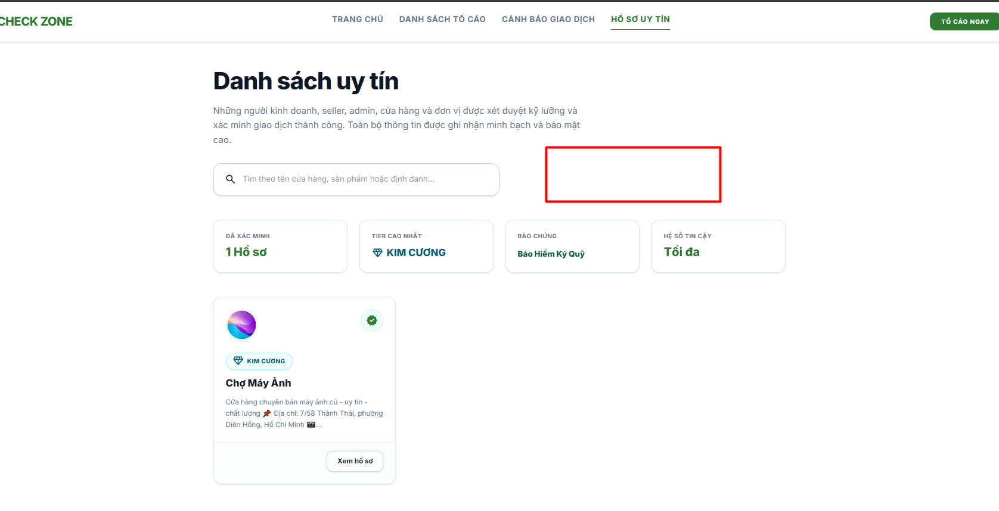 CHECK ZONE
TRANG CHỦ
DANH SÁCH TỐ CÁO
CẢNH BÁO GIAO DỊCH
HỒ SƠ UY TÍN
TỐ CÁO NGAY
Danh sách uy tín
Những người kinh doanh, seller, admin, cửa hàng và đơn vị được xét duyệt kỹ lưỡng và
xác minh giao dịch thành công. Toàn bộ thông tin được ghi nhận minh bạch và bảo mật
cao.
Tìm theo tên cửa hàng, sản phẩm hoặc định danh...
ĐÃ XÁC MINH
1 Hồ sơ
TIER CAO NHẤT
KIM CƯƠNG
BẢO CHỨNG
Bảo Hiểm Ký Quỹ
HỆ SỐ TIN CẬY
Tối đa
KIM CƯƠNG
Chợ Máy Ảnh
Cửa hàng chuyên bán máy ảnh cũ - uy tín -
chất lượng 📌 Địa chỉ: 7/58 Thành Thái, phường
Diên Hồng, Hồ Chí Minh 📷...
Xem hồ sơ